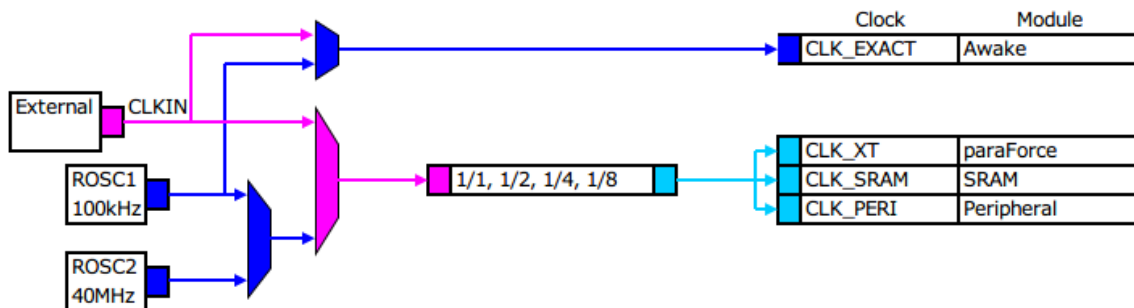 Clock Module
CLK_EXACT Awake
External CLKIN
CLK_XT paraForce
ROSC1
100kHz
1/1, 1/2, 1/4, 1/8
CLK_SRAM SRAM
CLK_PERI Peripheral
ROSC2
40MHz